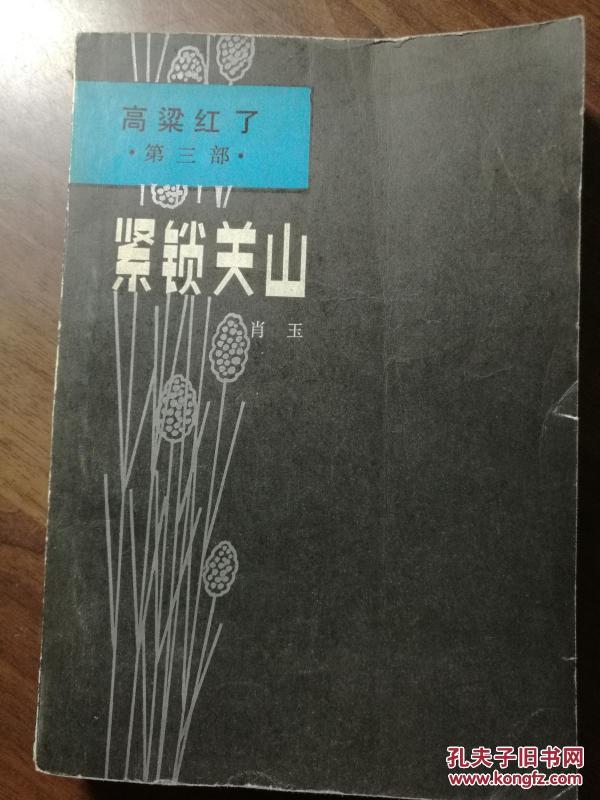 高粱红了
·第三部·
紧锁关山
肖玉
孔夫子旧书网
www.kongfz.com